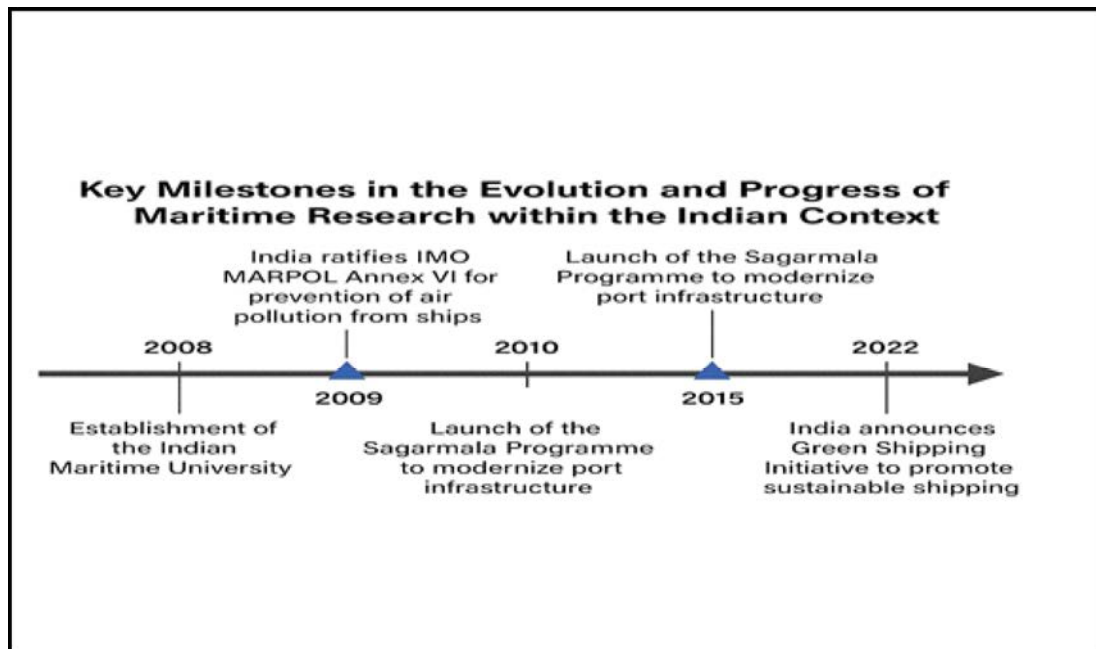 Key Milestones in the Evolution and Progress of
Maritime Research within the Indian Context
India ratifies IMO
MARPOL Annex VI for
prevention of air
pollution from ships
Launch of the Sagarmala
Programme to modernize
port infrastructure
2008
2010
2022
2009
2015
Establishment of
the Indian
Maritime University
Launch of the
Sagarmala Programme
to modernize port
infrastructure
India announces
Green Shipping
Initiative to promote
sustainable shipping